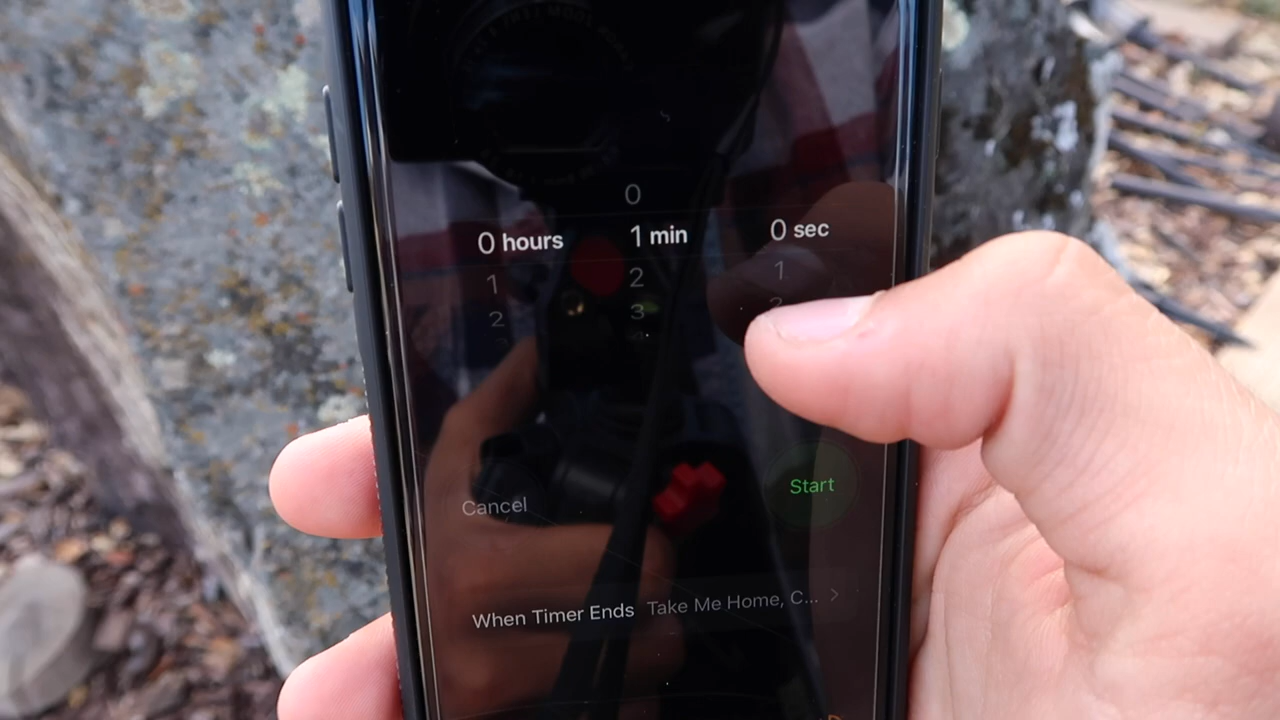 0
0 hours 1 min 0 sec
1 2 1
2 3
Cancel Start
When Timer Ends Take Me Home, C... >